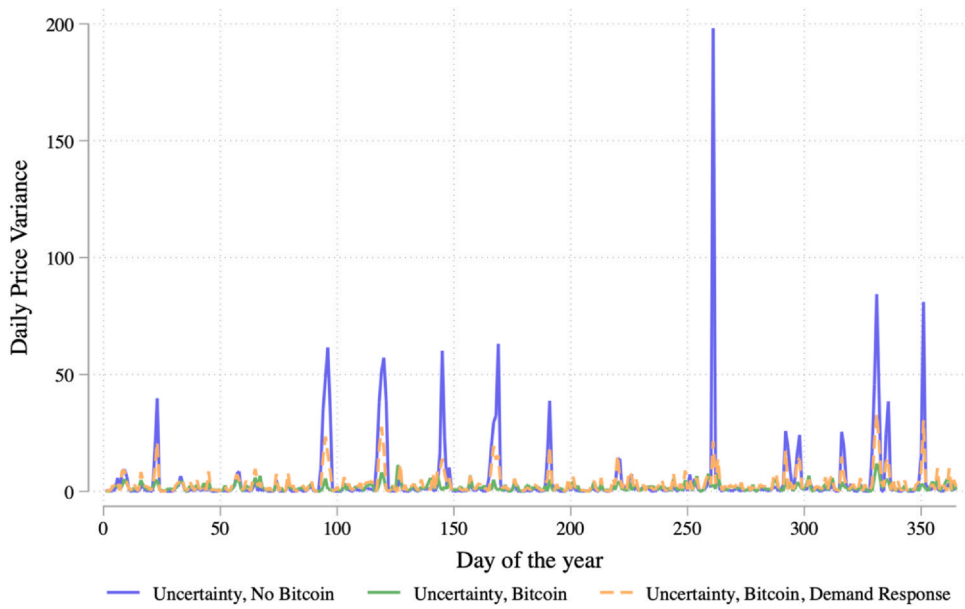 200
150
100
50
0
Daily Price Variance
0 50 100 150 200 250 300 350
Day of the year
Uncertainty, No Bitcoin Uncertainty, Bitcoin Uncertainty, Bitcoin, Demand Response